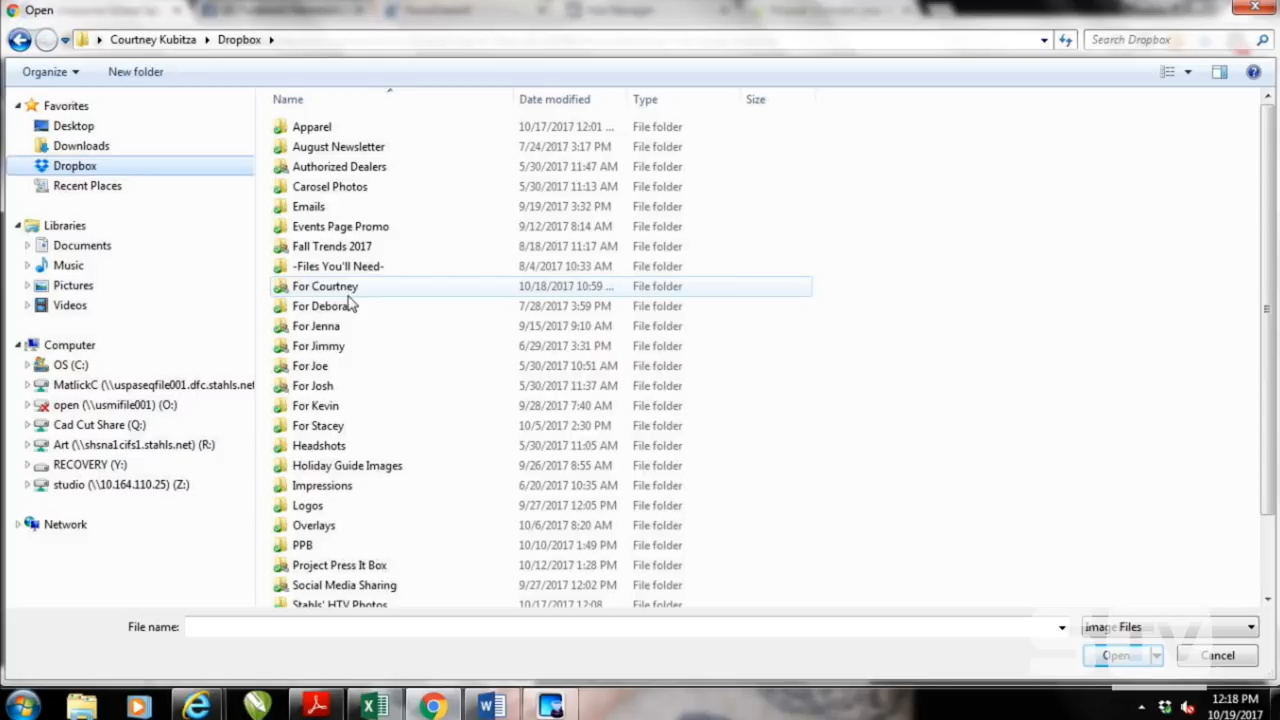 Open
Courtney Kubitza Dropbox
Search Dropbox
Organize New folder
Name Date modified Type Size
Favorites
Desktop
Downloads
Dropbox
Recent Places
Libraries
Documents
Music
Pictures
Videos
Computer
OS (C:)
MatlickC (\\uspaseqfile001.dfc.stahls.net
open (\\usmifile001) (O:)
Cad Cut Share (Q:)
Art (\\shsna1cifs1.stahls.net) (R:)
RECOVERY (Y:)
studio (\\10.164.110.25) (Z:)
Network
Apparel 10/17/2017 12:01 ... File folder
August Newsletter 7/24/2017 3:17 PM File folder
Authorized Dealers 5/30/2017 11:47 AM File folder
Carosel Photos 5/30/2017 11:13 AM File folder
Emails 9/19/2017 3:32 PM File folder
Events Page Promo 9/12/2017 8:14 AM File folder
Fall Trends 2017 8/18/2017 11:17 AM File folder
-Files You'll Need- 8/4/2017 10:33 AM File folder
For Courtney 10/18/2017 10:59 ... File folder
For Debora 7/28/2017 3:59 PM File folder
For Jenna 9/15/2017 9:10 AM File folder
For Jimmy 6/29/2017 3:31 PM File folder
For Joe 5/30/2017 10:51 AM File folder
For Josh 5/30/2017 11:37 AM File folder
For Kevin 9/28/2017 7:40 AM File folder
For Stacey 10/5/2017 2:30 PM File folder
Headshots 5/30/2017 11:05 AM File folder
Holiday Guide Images 9/26/2017 8:55 AM File folder
Impressions 6/20/2017 10:35 AM File folder
Logos 9/27/2017 12:05 PM File folder
Overlays 10/6/2017 8:20 AM File folder
PPB 10/10/2017 1:49 PM File folder
Project Press It Box 10/12/2017 1:28 PM File folder
Social Media Sharing 9/27/2017 12:02 PM File folder
Stahls' HTV Photos 10/17/2017 12:08 File folder
File name:
Image Files
Open Cancel
12:18 PM
10/19/2017